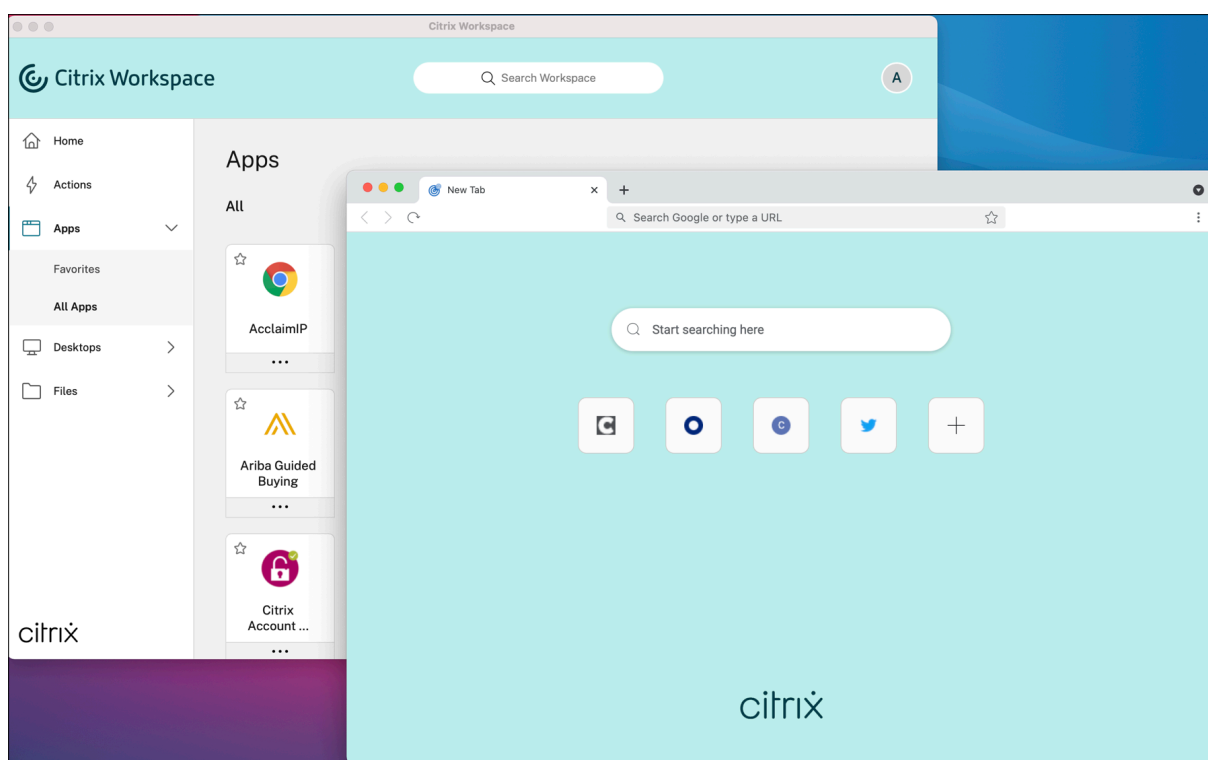 Citrix Workspace
Citrix Workspace
Search Workspace
A
Home
Actions
Apps
Favorites
All Apps
Desktops
Files
citrix
Apps
All
AcclaimIP
•••
Ariba Guided
Buying
•••
Citrix
Account ...
•••
New Tab
Search Google or type a URL
Start searching here
C
C
citrix